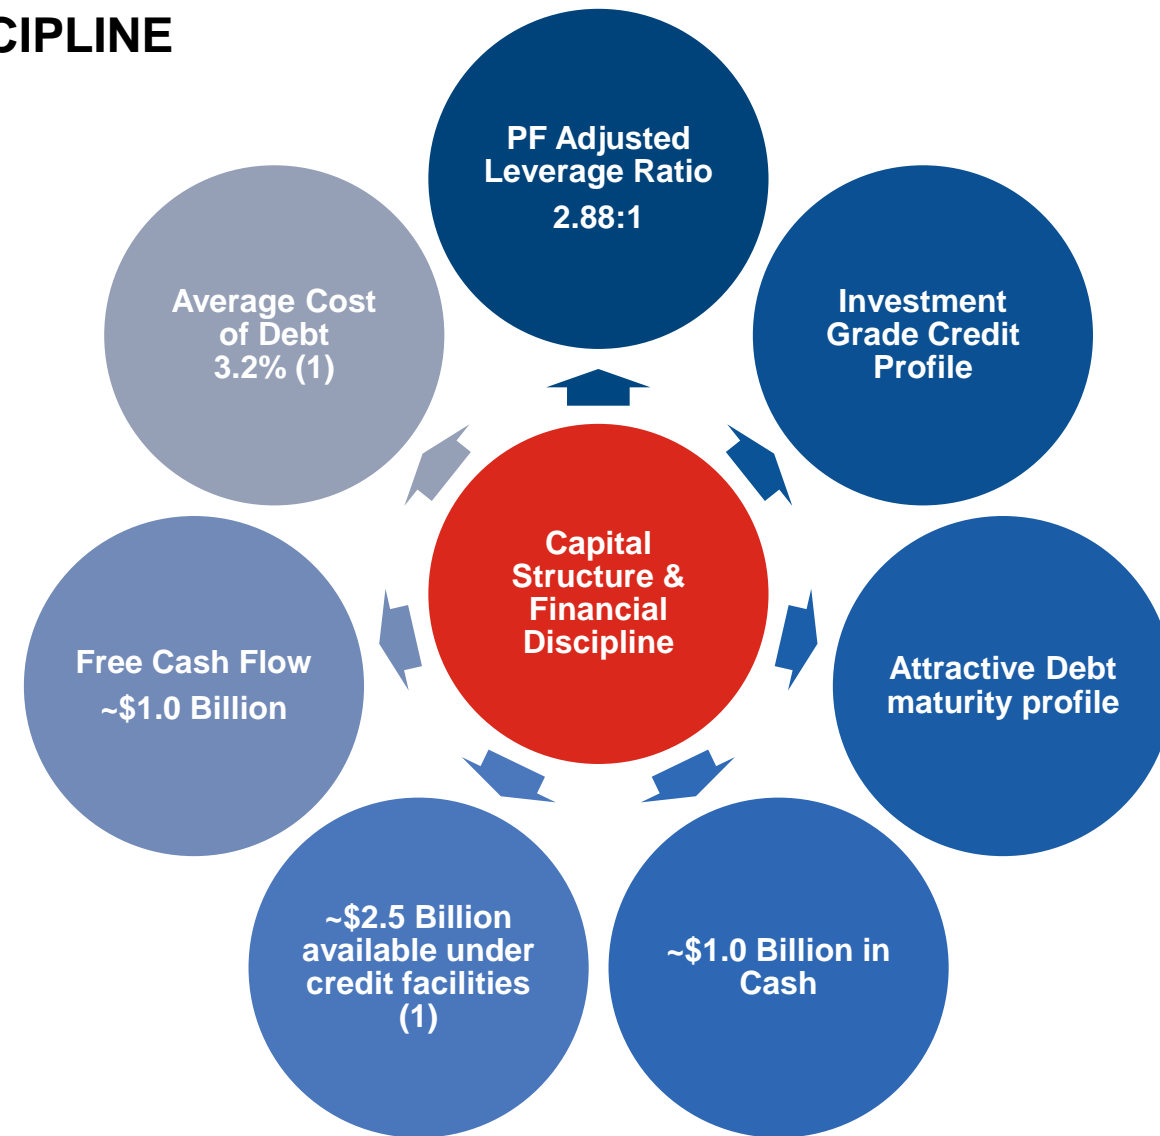 CIPLINE
PF Adjusted
Leverage Ratio
2.88:1
Investment
Grade Credit
Profile
Attractive Debt
maturity profile
~$1.0 Billion in
Cash
~$2.5 Billion
available under
credit facilities
(1)
Free Cash Flow
~$1.0 Billion
Average Cost
of Debt
3.2% (1)
Capital
Structure &
Financial
Discipline